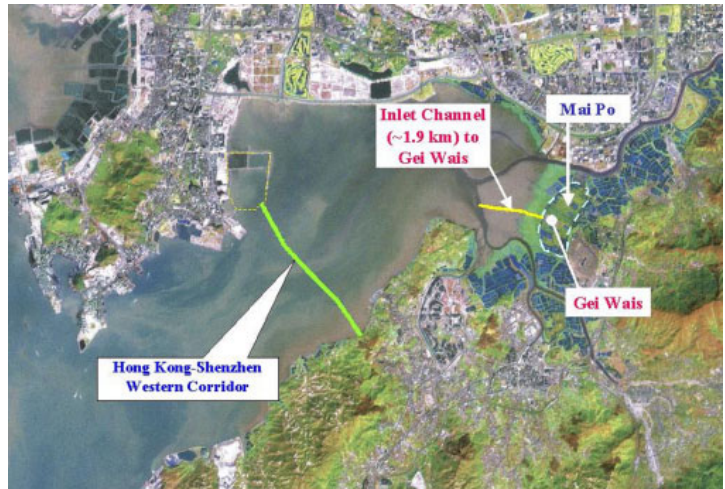 Inlet Channel
(~1.9 km) to
Gei Wais
Mai Po
Gei Wais
Hong Kong-Shenzhen
Western Corridor